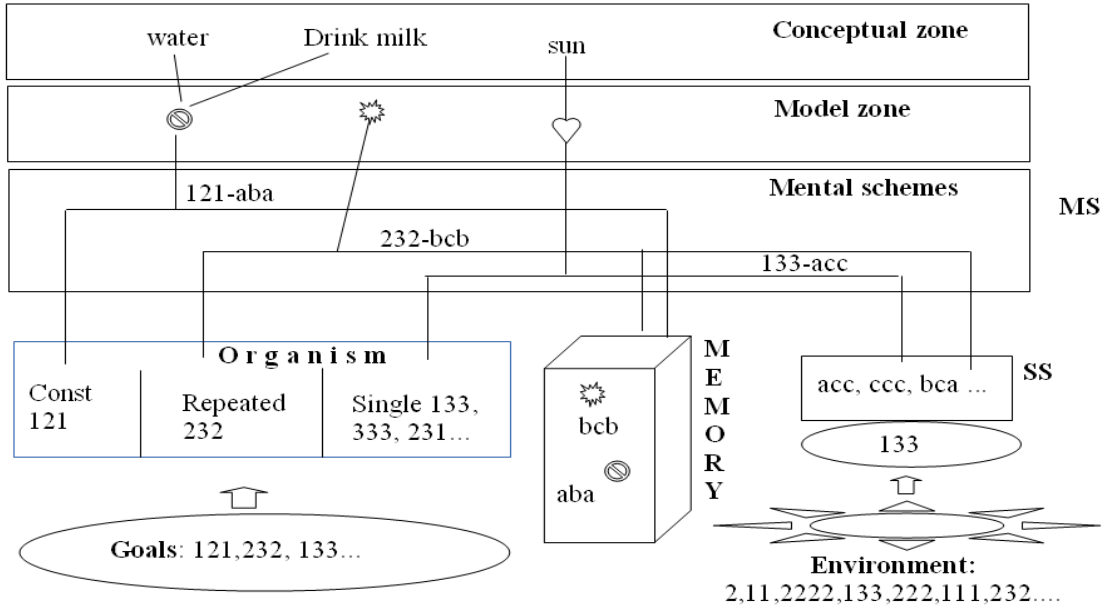 Conceptual zone
water
Drink milk
sun
Model zone
Mental schemes
MS
121-aba
232-bcb
133-acc
Organism
Const
121
Repeated
232
Single 133,
333, 231...
MEMORY
bcb
aba
SS
acc, ccc, bca ...
133
Goals: 121,232, 133...
Environment:
2,11,2222,133,222,111,232....